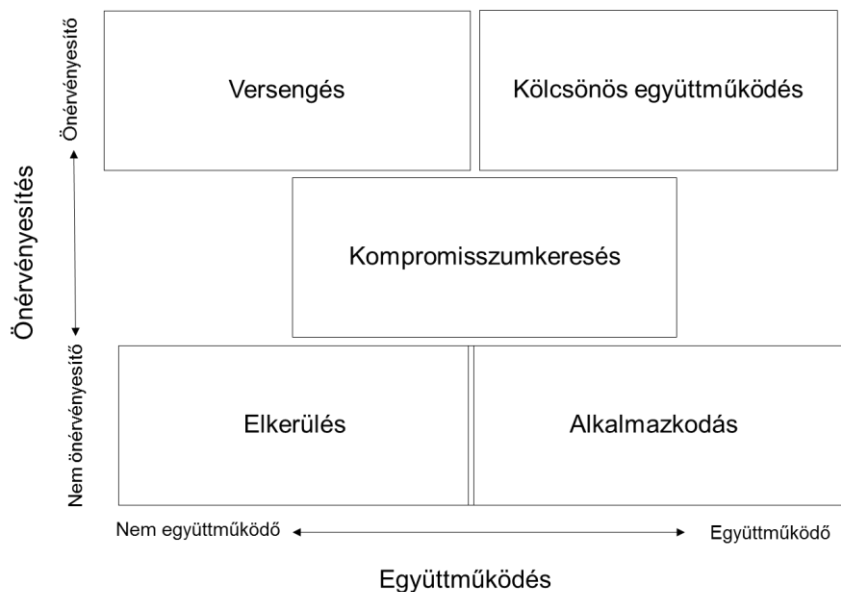 Önérvényesítő
Versengés
Kölcsönös együttműködés
Önérvényesítés
Kompromisszumkeresés
Nem önérvényesítő
Elkerülés
Alkalmazkodás
Nem együttműködő
Együttműködő
Együttműködés